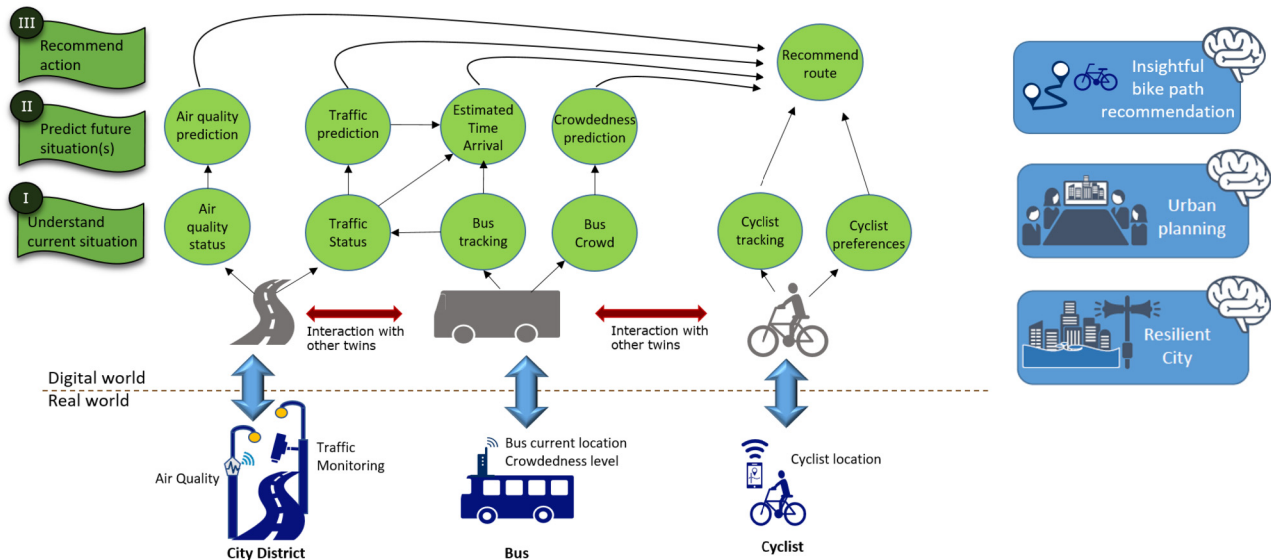 III
Recommend
action
II
Predict future
situation(s)
I
Understand
current situation
Air quality
prediction
Traffic
prediction
Estimated
Time
Arrival
Crowdedness
prediction
Recommend
route
Air
quality
status
Traffic
Status
Bus
tracking
Bus
Crowd
Cyclist
tracking
Cyclist
preferences
Interaction with
other twins
Interaction with
other twins
Digital world
Real world
Air Quality
Traffic
Monitoring
City District
Bus current location
Crowdedness level
Bus
Cyclist location
Cyclist
Insightful
bike path
recommendation
Urban
planning
Resilient
City